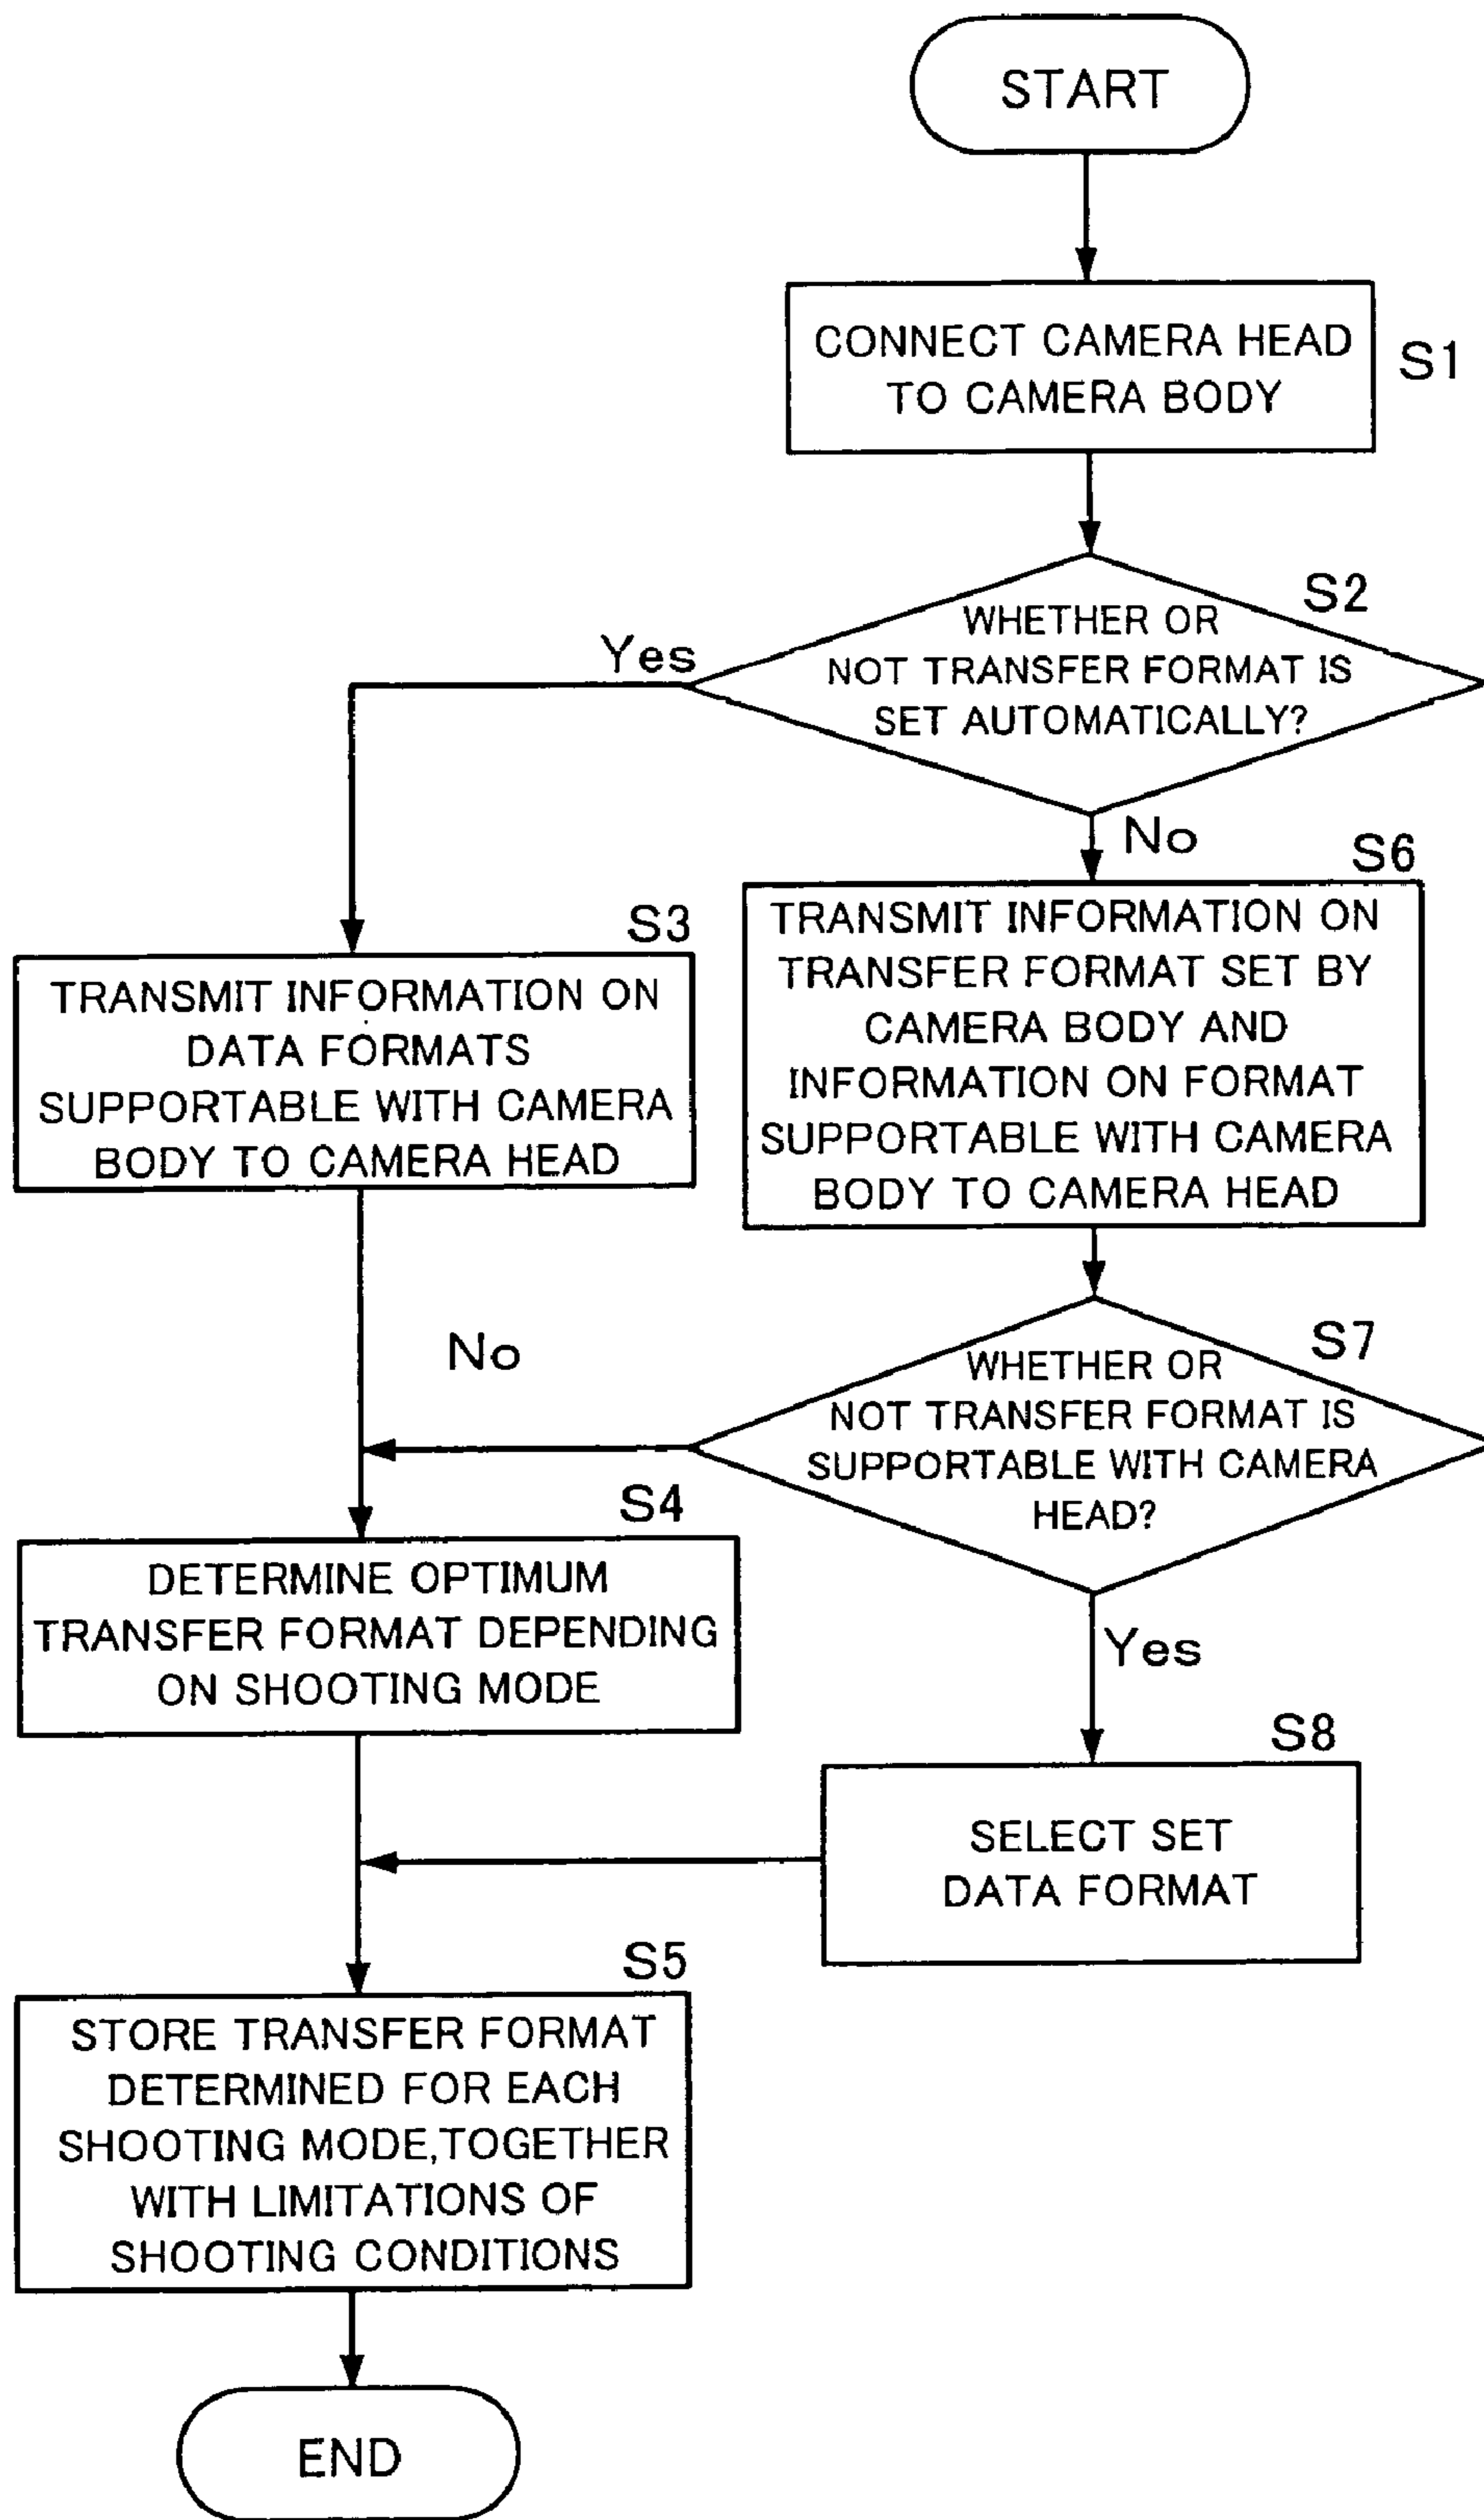 START
CONNECT CAMERA HEAD
TO CAMERA BODY
S1
S2
WHETHER OR
NOT TRANSFER FORMAT IS
SET AUTOMATICALLY?
Yes
No
S3
TRANSMIT INFORMATION ON
DATA FORMATS
SUPPORTABLE WITH CAMERA
BODY TO CAMERA HEAD
S6
TRANSMIT INFORMATION ON
TRANSFER FORMAT SET BY
CAMERA BODY AND
INFORMATION ON FORMAT
SUPPORTABLE WITH CAMERA
BODY TO CAMERA HEAD
S7
WHETHER OR
NOT TRANSFER FORMAT IS
SUPPORTABLE WITH CAMERA
HEAD?
No
Yes
S4
DETERMINE OPTIMUM
TRANSFER FORMAT DEPENDING
ON SHOOTING MODE
S8
SELECT SET
DATA FORMAT
S5
STORE TRANSFER FORMAT
DETERMINED FOR EACH
SHOOTING MODE,TOGETHER
WITH LIMITATIONS OF
SHOOTING CONDITIONS
END